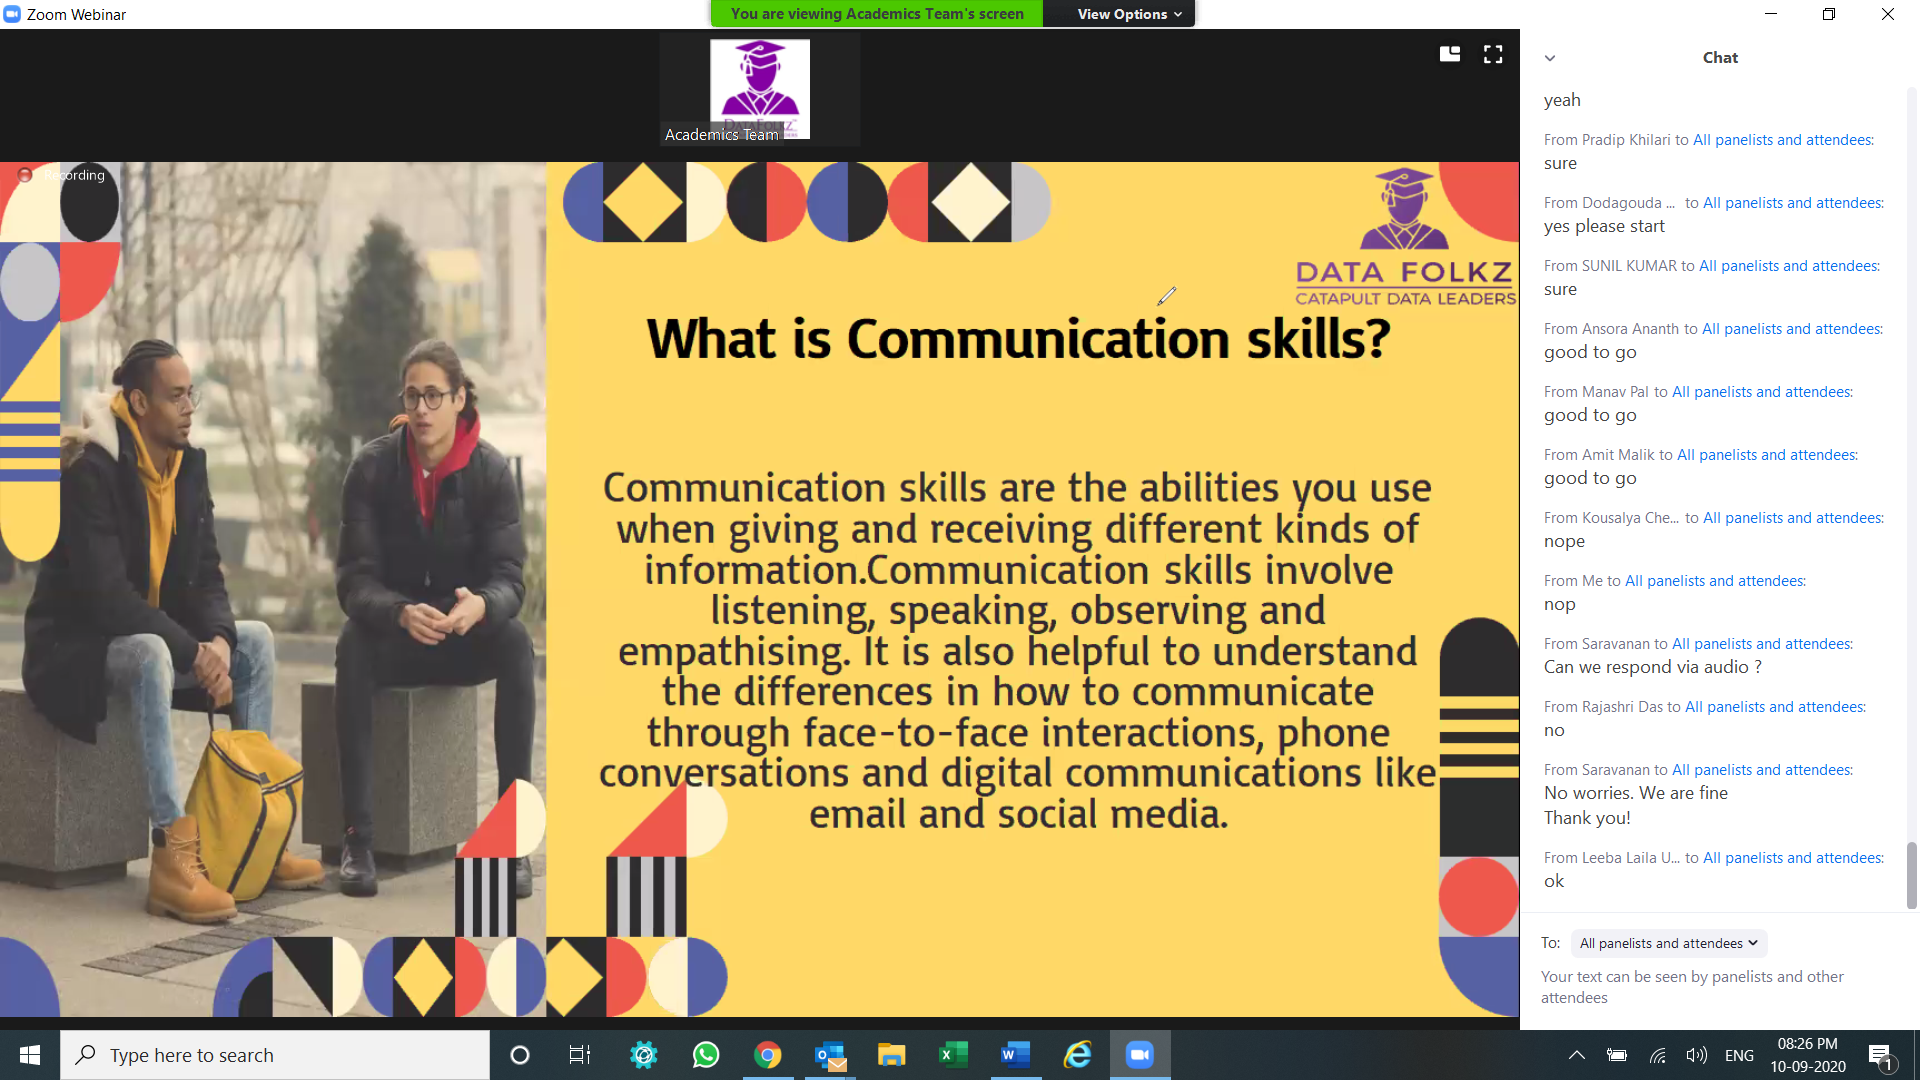 Zoom Webinar
You are viewing Academics Team's screen
View Options
Academics Team
Recording
DATA FOLKZ
CATAPULT DATA LEADERS
What is Communication skills?
Communication skills are the abilities you use
when giving and receiving different kinds of
information.Communication skills involve
listening, speaking, observing and
empathising. It is also helpful to understand
the differences in how to communicate
through face-to-face interactions, phone
conversations and digital communications like
email and social media.
Chat
yeah
From Pradip Khilari to All panelists and attendees:
sure
From Dodagouda ... to All panelists and attendees:
yes please start
From SUNIL KUMAR to All panelists and attendees:
sure
From Ansora Ananth to All panelists and attendees:
good to go
From Manav Pal to All panelists and attendees:
good to go
From Amit Malik to All panelists and attendees:
good to go
From Kousalya Che... to All panelists and attendees:
nope
From Me to All panelists and attendees:
nop
From Saravanan to All panelists and attendees:
Can we respond via audio ?
From Rajashri Das to All panelists and attendees:
no
From Saravanan to All panelists and attendees:
No worries. We are fine
Thank you!
From Leeba Laila U... to All panelists and attendees:
ok
To: All panelists and attendees
Your text can be seen by panelists and other
attendees
Type here to search
ENG
08:26 PM
10-09-2020
1